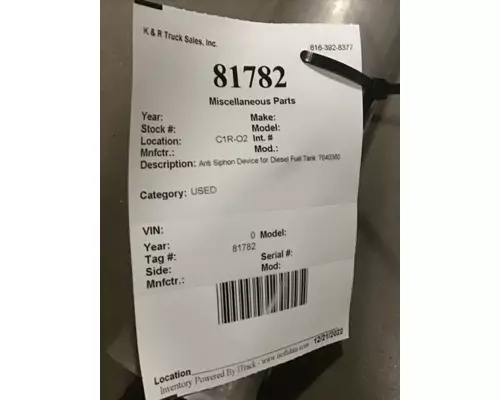 K & R Truck Sales, Inc. 616-392-8377
81782
Miscellaneous Parts
Year: Make:
Stock #: Model:
Location: C1R-O2 Int. #
Mnfctr.: Mod.:
Description: Anti Siphon Device for Diesel Fuel Tank 7040360
Category: USED
VIN:
Year: 0 Model:
Tag #: 81782
Side: Serial #:
Mnfctr.: Mod:
Location 12/21/2022
Inventory Powered By ITrack - www.isoftdata.com